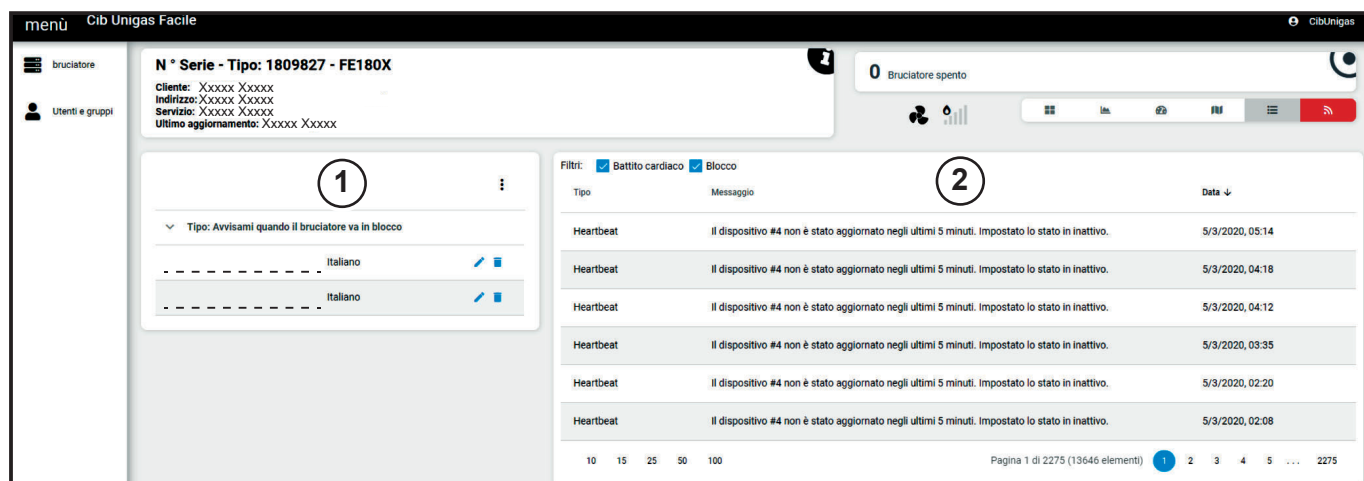 menù Cib Unigas Facile CibUnigas
bruciatore
Utenti e gruppi
N ° Serie - Tipo: 1809827 - FE180X
Cliente: Xxxxx Xxxxx
Indirizzo: Xxxxx Xxxxx
Servizio: Xxxxx Xxxxx
Ultimo aggiornamento: Xxxxx Xxxxx
0 Bruciatore spento
1
Tipo: Avvisami quando il bruciatore va in blocco
Italiano
Italiano
Filtri: Battito cardiaco Blocco
2
Tipo Messaggio Data ↓
Heartbeat Il dispositivo #4 non è stato aggiornato negli ultimi 5 minuti. Impostato lo stato in inattivo. 5/3/2020, 05:14
Heartbeat Il dispositivo #4 non è stato aggiornato negli ultimi 5 minuti. Impostato lo stato in inattivo. 5/3/2020, 04:18
Heartbeat Il dispositivo #4 non è stato aggiornato negli ultimi 5 minuti. Impostato lo stato in inattivo. 5/3/2020, 04:12
Heartbeat Il dispositivo #4 non è stato aggiornato negli ultimi 5 minuti. Impostato lo stato in inattivo. 5/3/2020, 03:35
Heartbeat Il dispositivo #4 non è stato aggiornato negli ultimi 5 minuti. Impostato lo stato in inattivo. 5/3/2020, 02:20
Heartbeat Il dispositivo #4 non è stato aggiornato negli ultimi 5 minuti. Impostato lo stato in inattivo. 5/3/2020, 02:08
10 15 25 50 100 Pagina 1 di 2275 (13646 elementi) 1 2 3 4 5 ... 2275